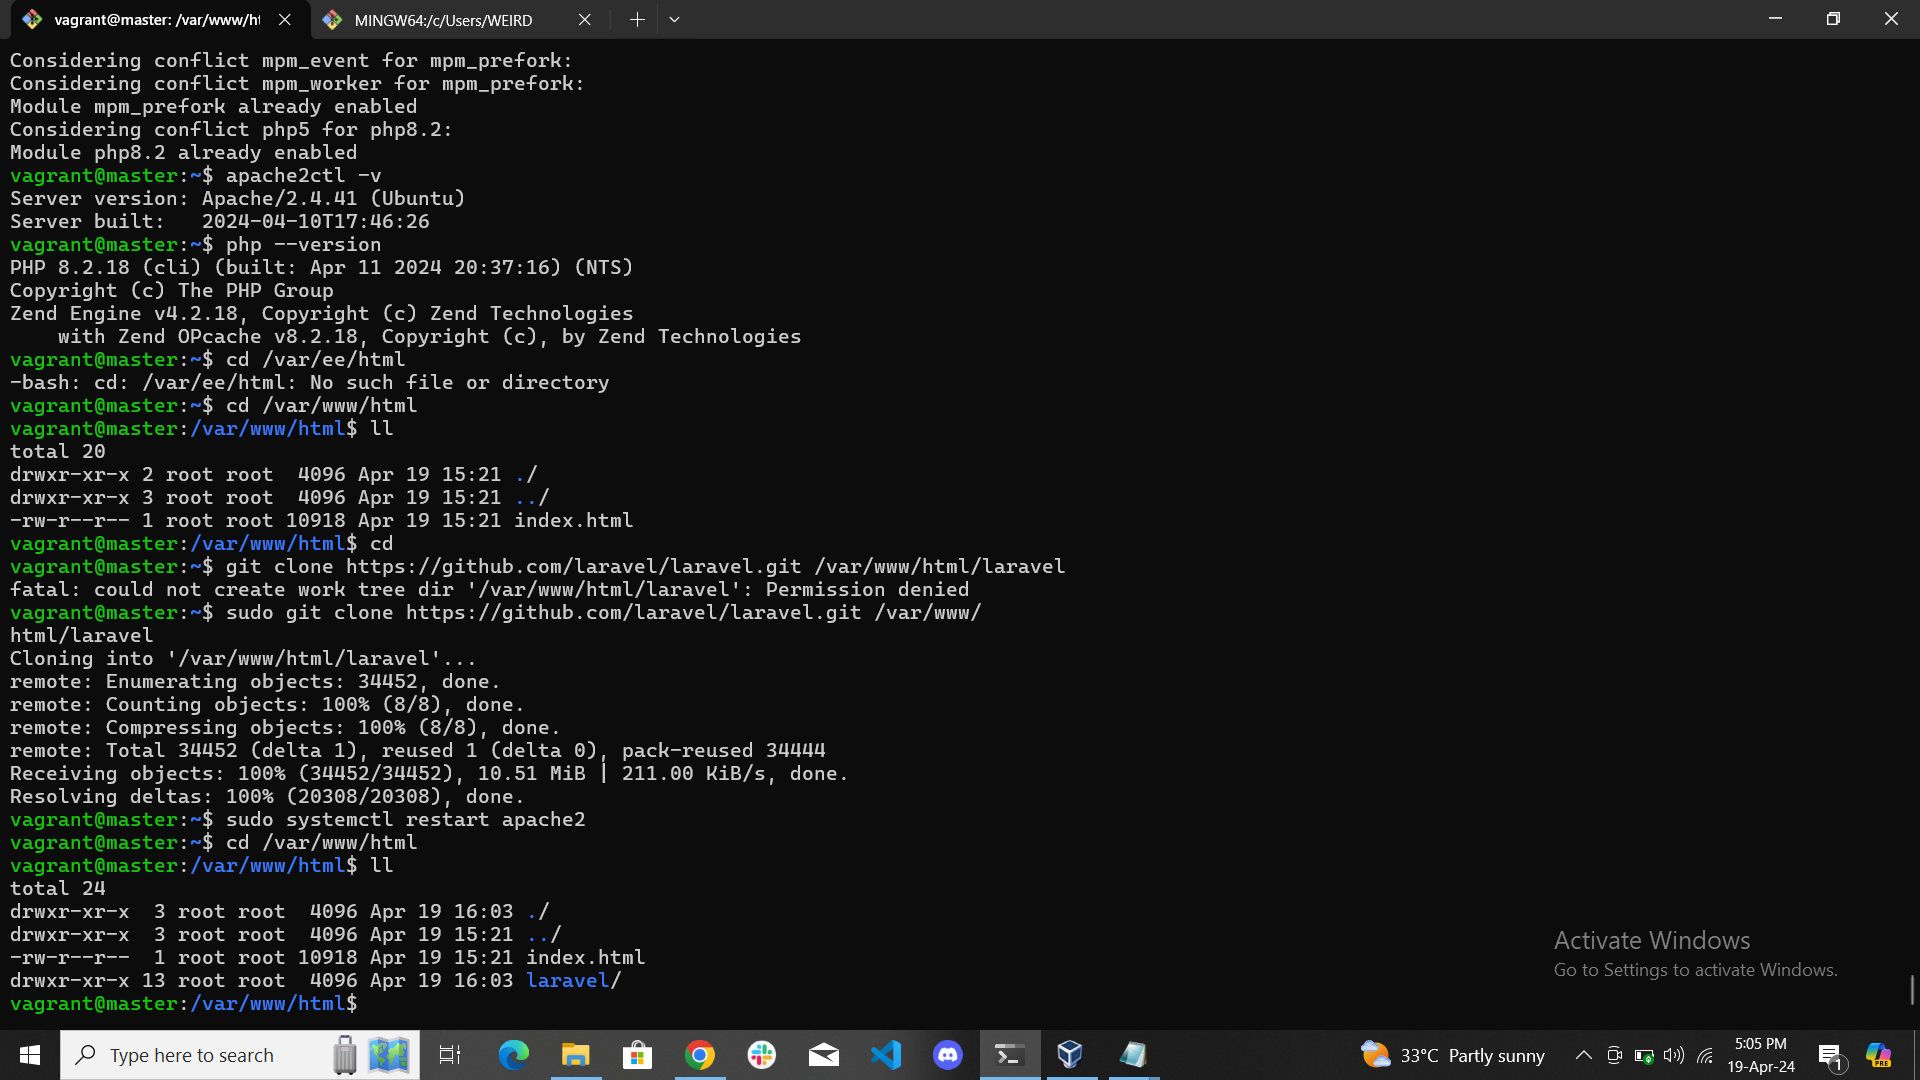 vagrant@master: /var/www/ht
MINGW64:/c/Users/WEIRD
Considering conflict mpm_event for mpm_prefork:
Considering conflict mpm_worker for mpm_prefork:
Module mpm_prefork already enabled
Considering conflict php5 for php8.2:
Module php8.2 already enabled
vagrant@master:~$ apache2ctl -v
Server version: Apache/2.4.41 (Ubuntu)
Server built:   2024-04-10T17:46:26
vagrant@master:~$ php --version
PHP 8.2.18 (cli) (built: Apr 11 2024 20:37:16) (NTS)
Copyright (c) The PHP Group
Zend Engine v4.2.18, Copyright (c) Zend Technologies
    with Zend OPcache v8.2.18, Copyright (c), by Zend Technologies
vagrant@master:~$ cd /var/ee/html
-bash: cd: /var/ee/html: No such file or directory
vagrant@master:~$ cd /var/www/html
vagrant@master:/var/www/html$ ll
total 20
drwxr-xr-x 2 root root  4096 Apr 19 15:21 ./
drwxr-xr-x 3 root root  4096 Apr 19 15:21 ../
-rw-r--r-- 1 root root 10918 Apr 19 15:21 index.html
vagrant@master:/var/www/html$ cd
vagrant@master:~$ git clone https://github.com/laravel/laravel.git /var/www/html/laravel
fatal: could not create work tree dir '/var/www/html/laravel': Permission denied
vagrant@master:~$ sudo git clone https://github.com/laravel/laravel.git /var/www/
html/laravel
Cloning into '/var/www/html/laravel'...
remote: Enumerating objects: 34452, done.
remote: Counting objects: 100% (8/8), done.
remote: Compressing objects: 100% (8/8), done.
remote: Total 34452 (delta 1), reused 1 (delta 0), pack-reused 34444
Receiving objects: 100% (34452/34452), 10.51 MiB | 211.00 KiB/s, done.
Resolving deltas: 100% (20308/20308), done.
vagrant@master:~$ sudo systemctl restart apache2
vagrant@master:~$ cd /var/www/html
vagrant@master:/var/www/html$ ll
total 24
drwxr-xr-x  3 root root  4096 Apr 19 16:03 ./
drwxr-xr-x  3 root root  4096 Apr 19 15:21 ../
-rw-r--r--  1 root root 10918 Apr 19 15:21 index.html
drwxr-xr-x 13 root root  4096 Apr 19 16:03 laravel/
vagrant@master:/var/www/html$
Activate Windows
Go to Settings to activate Windows.
Type here to search
33°C Partly sunny
5:05 PM
19-Apr-24
1
PRE